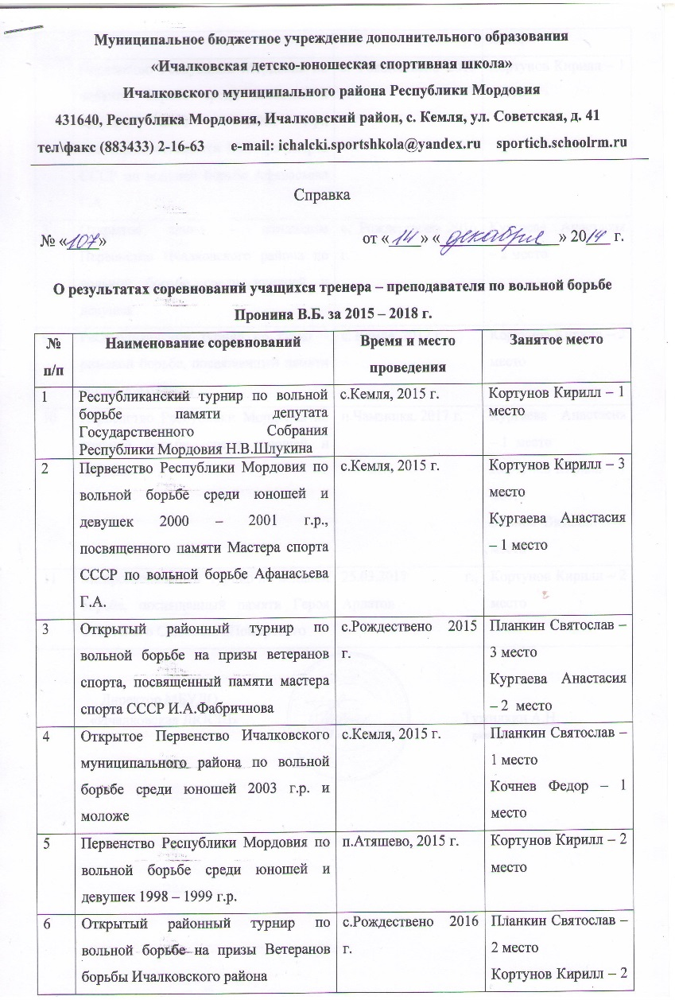 Муниципальное бюджетное учреждение дополнительного образования
«Ичалковская детско-юношеская спортивная школа»
Ичалковского муниципального района Республики Мордовия
431640, Республика Мордовия, Ичалковский район, с. Кемля, ул. Советская, д. 41
тел\факс (883433) 2-16-63 e-mail: ichalcki.sportshkola@yandex.ru sportich.schoolrm.ru
Справка
№ «107» от «14» «декабря» 2014 г.
О результатах соревнований учащихся тренера – преподавателя по вольной борьбе
Пронина В.Б. за 2015 – 2018 г.
№ п/п
Наименование соревнований
Время и место
проведения
Занятое место
1
Республиканский турнир по вольной
борьбе памяти депутата
Государственного Собрания
Республики Мордовия Н.В.Шлукина
с.Кемля, 2015 г.
Кортунов Кирилл – 1
место
2
Первенство Республики Мордовия по
вольной борьбе среди юношей и
девушек 2000 – 2001 г.р.,
посвященного памяти Мастера спорта
СССР по вольной борьбе Афанасьева
Г.А.
с.Кемля, 2015 г.
Кортунов Кирилл – 3
место
Кургаева Анастасия
– 1 место
3
Открытый районный турнир по
вольной борьбе на призы ветеранов
спорта, посвященный памяти мастера
спорта СССР И.А.Фабричнова
с.Рождествено 2015
г.
Планкин Святослав –
3 место
Кургаева Анастасия
– 2 место
4
Открытое Первенство Ичалковского
муниципального района по вольной
борьбе среди юношей 2003 г.р. и
моложе
с.Кемля, 2015 г.
Планкин Святослав –
1 место
Кочнев Федор – 1
место
5
Первенство Республики Мордовия по
вольной борьбе среди юношей и
девушек 1998 – 1999 г.р.
п.Атяшево, 2015 г.
Кортунов Кирилл – 2
место
6
Открытый районный турнир по
вольной борьбе на призы Ветеранов
борьбы Ичалковского района
с.Рождествено 2016
г.
Планкин Святослав –
2 место
Кортунов Кирилл – 2